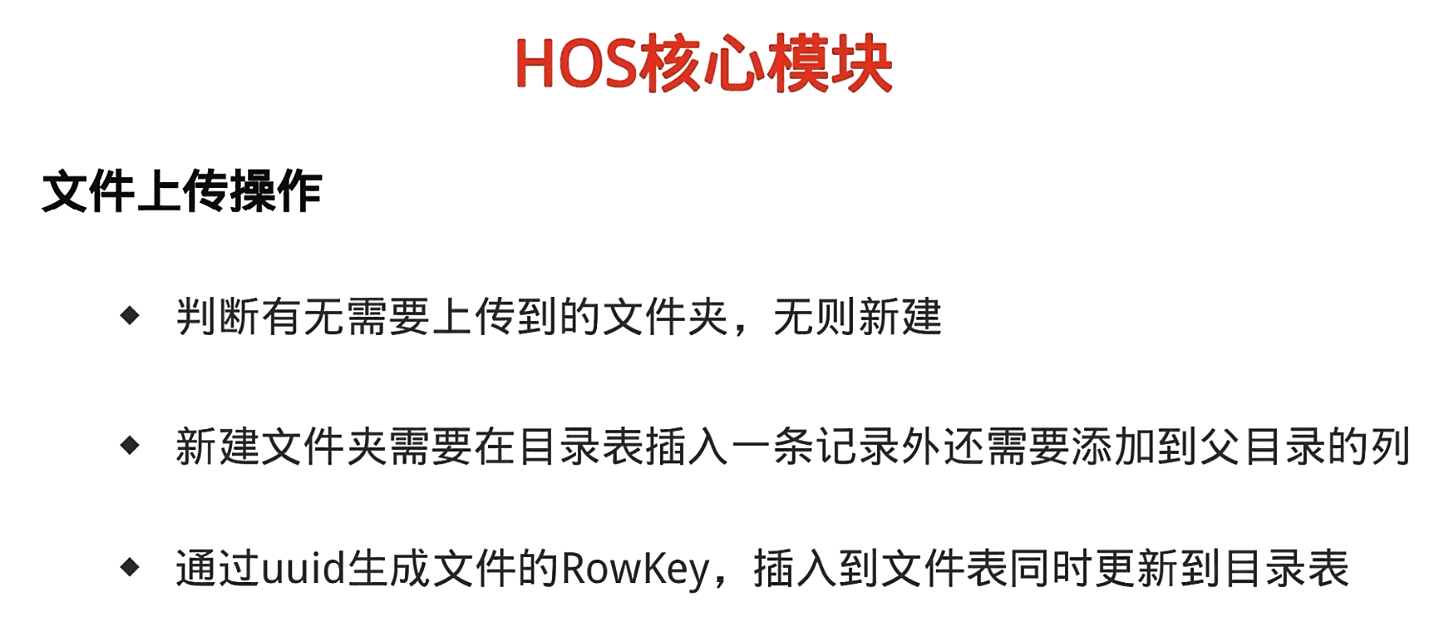 HOS核心模块
文件上传操作
◆ 判断有无需要上传到的文件夹，无则新建
◆ 新建文件夹需要在目录表插入一条记录外还需要添加到父目录的列
◆ 通过uuid生成文件的RowKey，插入到文件表同时更新到目录表